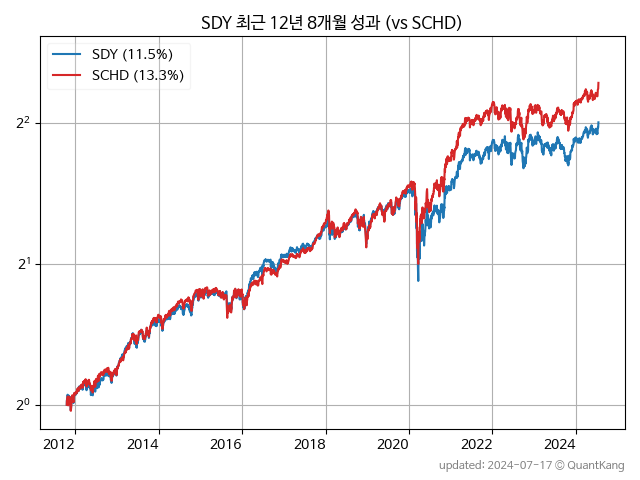 SDY 최근 12년 8개월 성과 (vs SCHD)
SDY (11.5%)
SCHD (13.3%)
2²
2¹
2⁰
2012 2014 2016 2018 2020 2022 2024
updated: 2024-07-17 © QuantKang